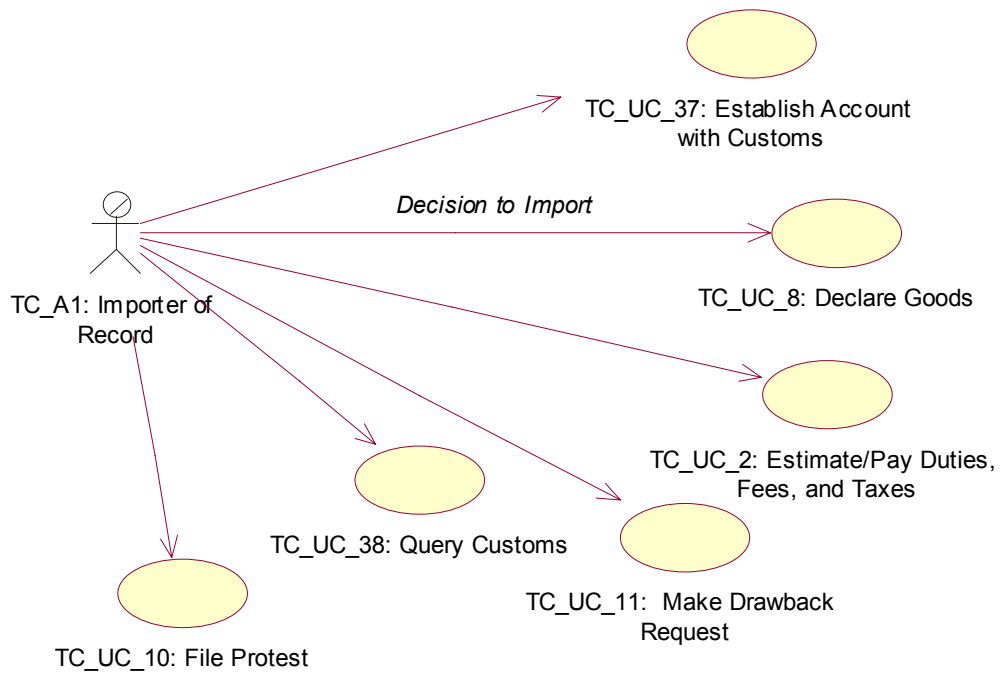 TC_UC_37: Establish Account
with Customs
Decision to Import
TC_A1: Importer of
Record
TC_UC_8: Declare Goods
TC_UC_2: Estimate/Pay Duties,
Fees, and Taxes
TC_UC_38: Query Customs
TC_UC_11: Make Drawback
Request
TC_UC_10: File Protest